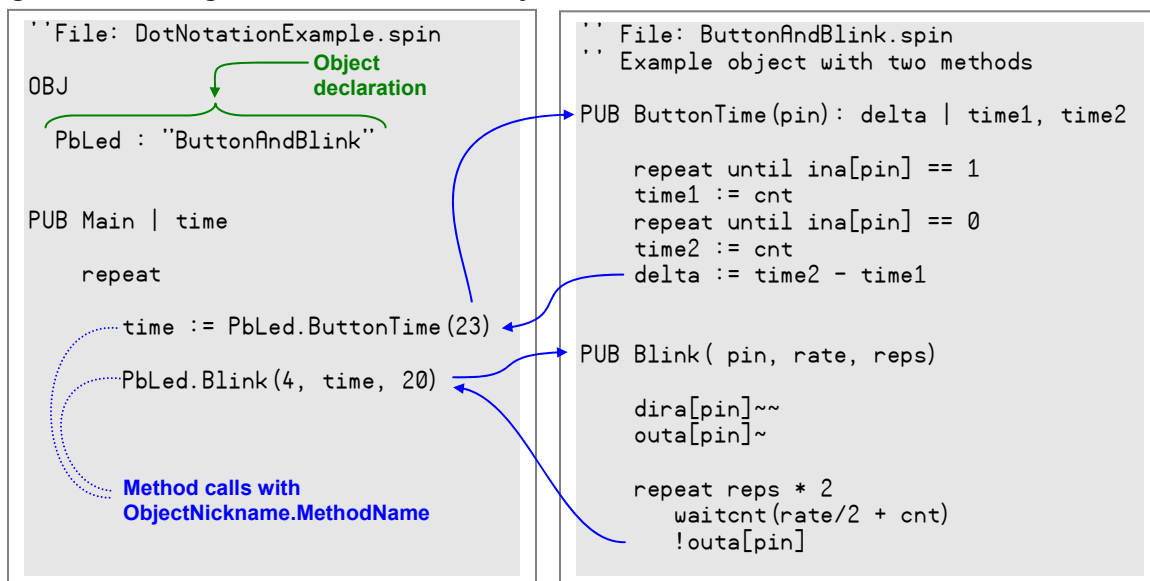 ''File: DotNotationExample.spin
Object
declaration
OBJ
PbLed : "ButtonAndBlink"
PUB Main | time
repeat
time := PbLed.ButtonTime(23)
PbLed.Blink(4, time, 20)
Method calls with
ObjectNickname.MethodName
'' File: ButtonAndBlink.spin
'' Example object with two methods
PUB ButtonTime(pin): delta | time1, time2
repeat until ina[pin] == 1
time1 := cnt
repeat until ina[pin] == 0
time2 := cnt
delta := time2 - time1
PUB Blink( pin, rate, reps)
dira[pin]~~
outa[pin]~
repeat reps * 2
waitcnt(rate/2 + cnt)
!outa[pin]